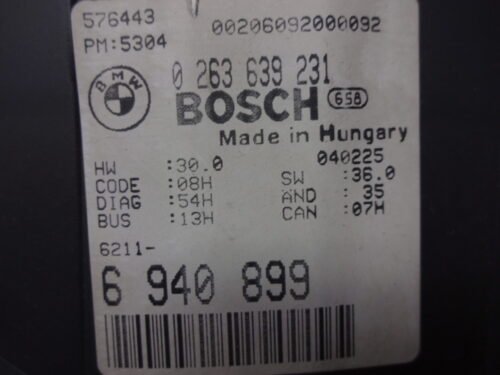 576443 00206092000092
PM:5304
BMW 0 263 639 231
BOSCH 658
Made in Hungary
040225
HW :30.0 SW :36.0
CODE :08H AND : 35
DIAG :54H CAN :07H
BUS :13H
6211-
6 940 899